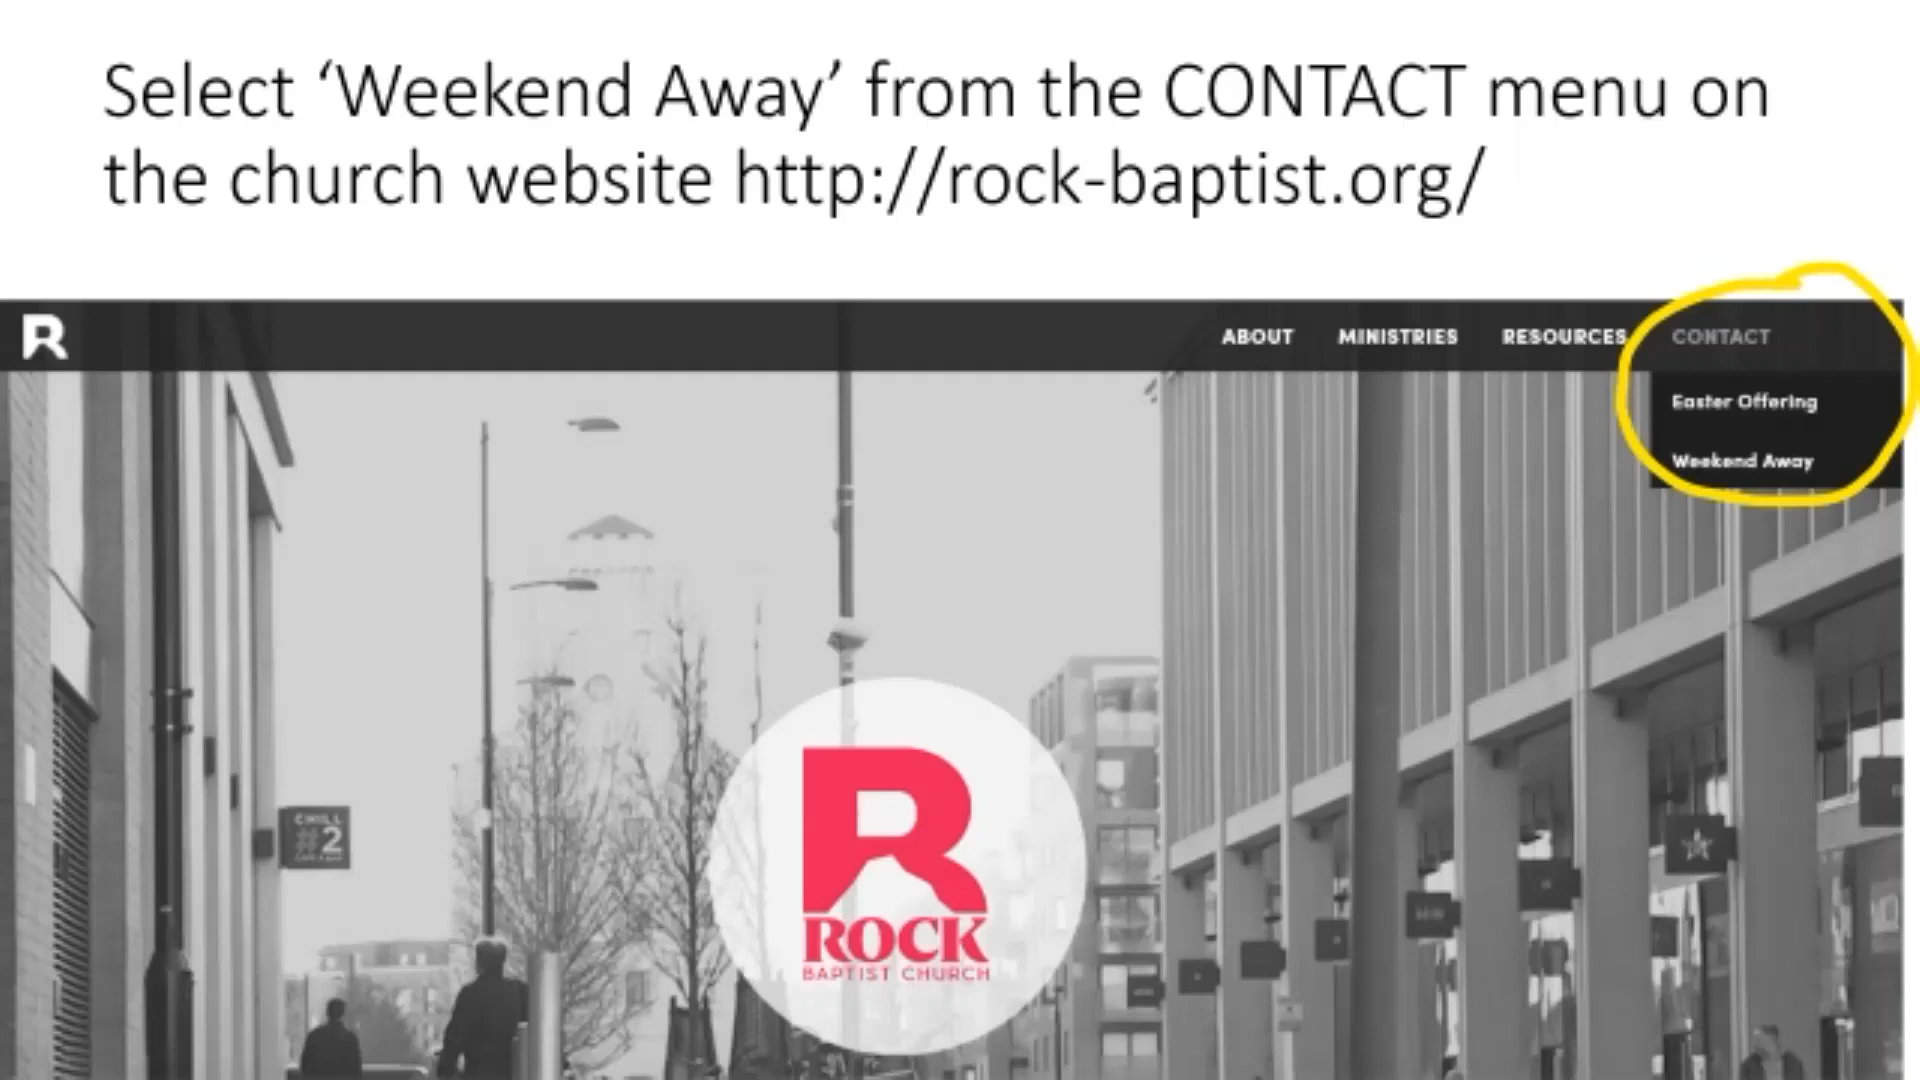 Select ‘Weekend Away’ from the CONTACT menu on
the church website http://rock-baptist.org/
R
ABOUT MINISTRIES RESOURCES CONTACT
Easter Offering
Weekend Away
CHILL
#2
R
ROCK
BAPTIST CHURCH